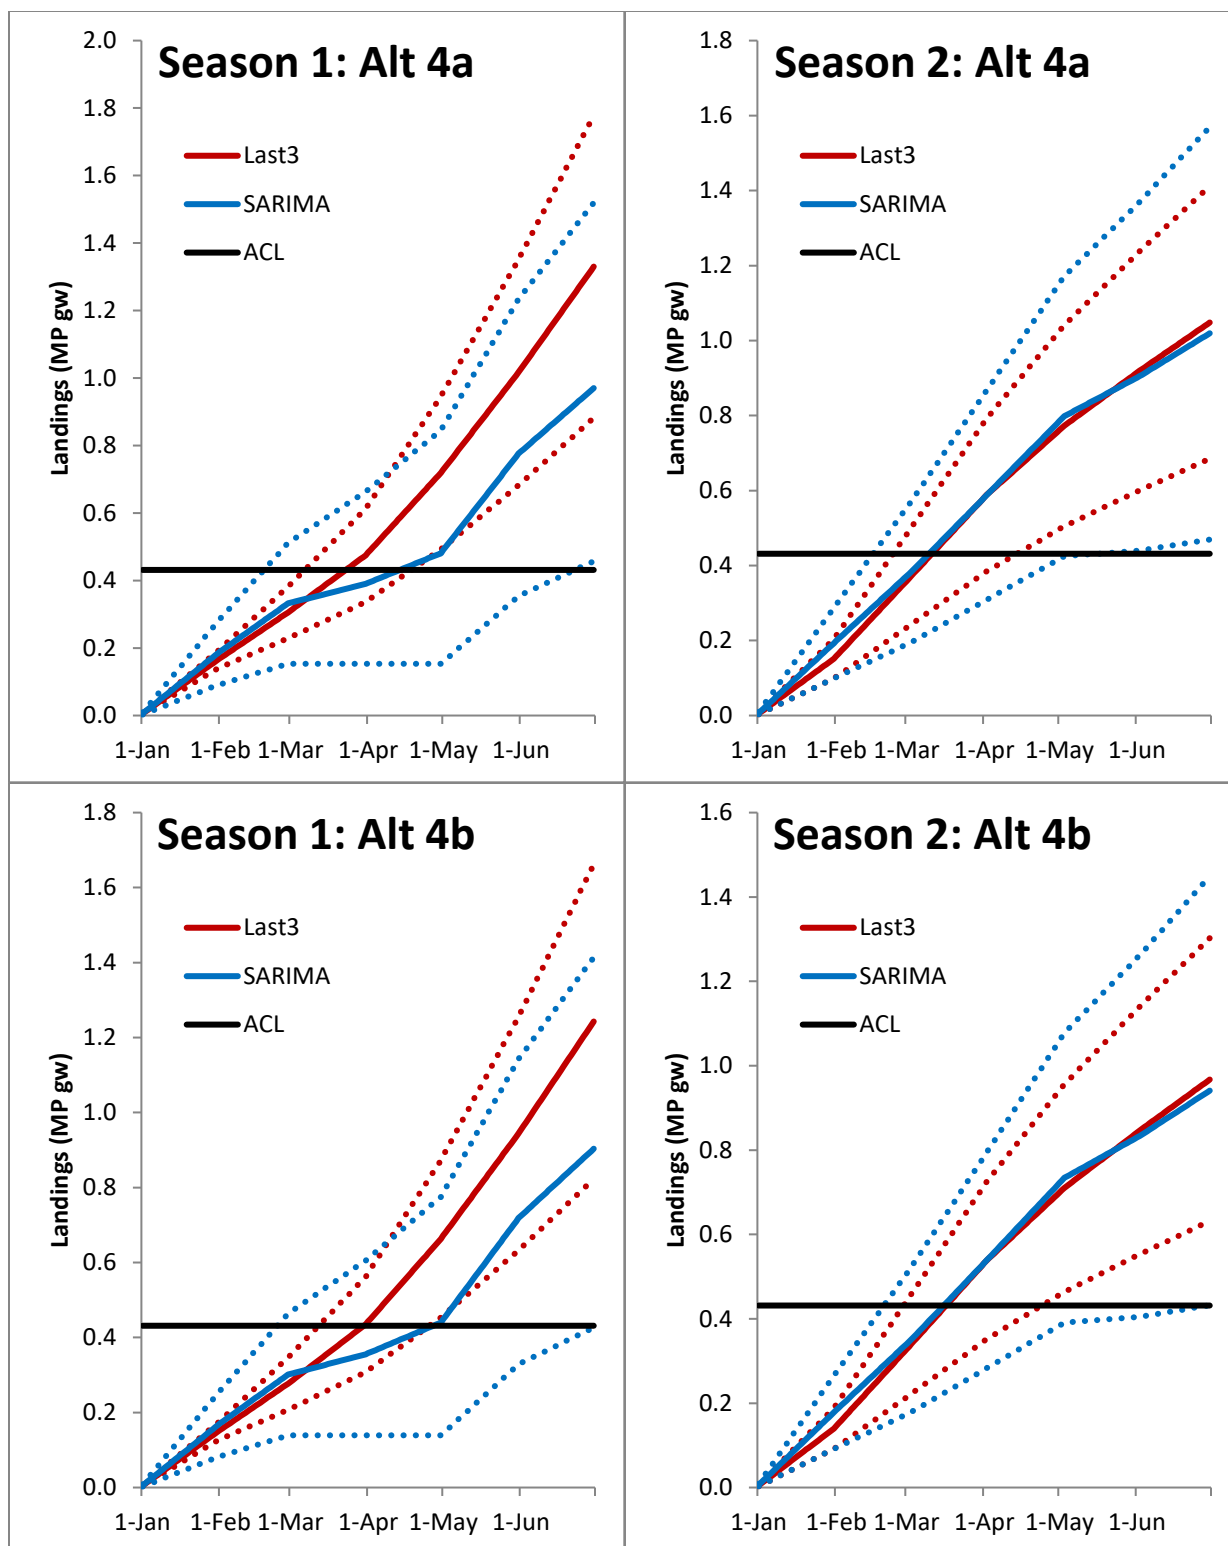 Season 1: Alt 4a
Landings (MP gw)
2.0
1.8
1.6
1.4
1.2
1.0
0.8
0.6
0.4
0.2
0.0
Last3
SARIMA
ACL
1-Jan 1-Feb 1-Mar 1-Apr 1-May 1-Jun
Season 2: Alt 4a
Landings (MP gw)
1.8
1.6
1.4
1.2
1.0
0.8
0.6
0.4
0.2
0.0
Last3
SARIMA
ACL
1-Jan 1-Feb 1-Mar 1-Apr 1-May 1-Jun
Season 1: Alt 4b
Landings (MP gw)
1.8
1.6
1.4
1.2
1.0
0.8
0.6
0.4
0.2
0.0
Last3
SARIMA
ACL
1-Jan 1-Feb 1-Mar 1-Apr 1-May 1-Jun
Season 2: Alt 4b
Landings (MP gw)
1.6
1.4
1.2
1.0
0.8
0.6
0.4
0.2
0.0
Last3
SARIMA
ACL
1-Jan 1-Feb 1-Mar 1-Apr 1-May 1-Jun